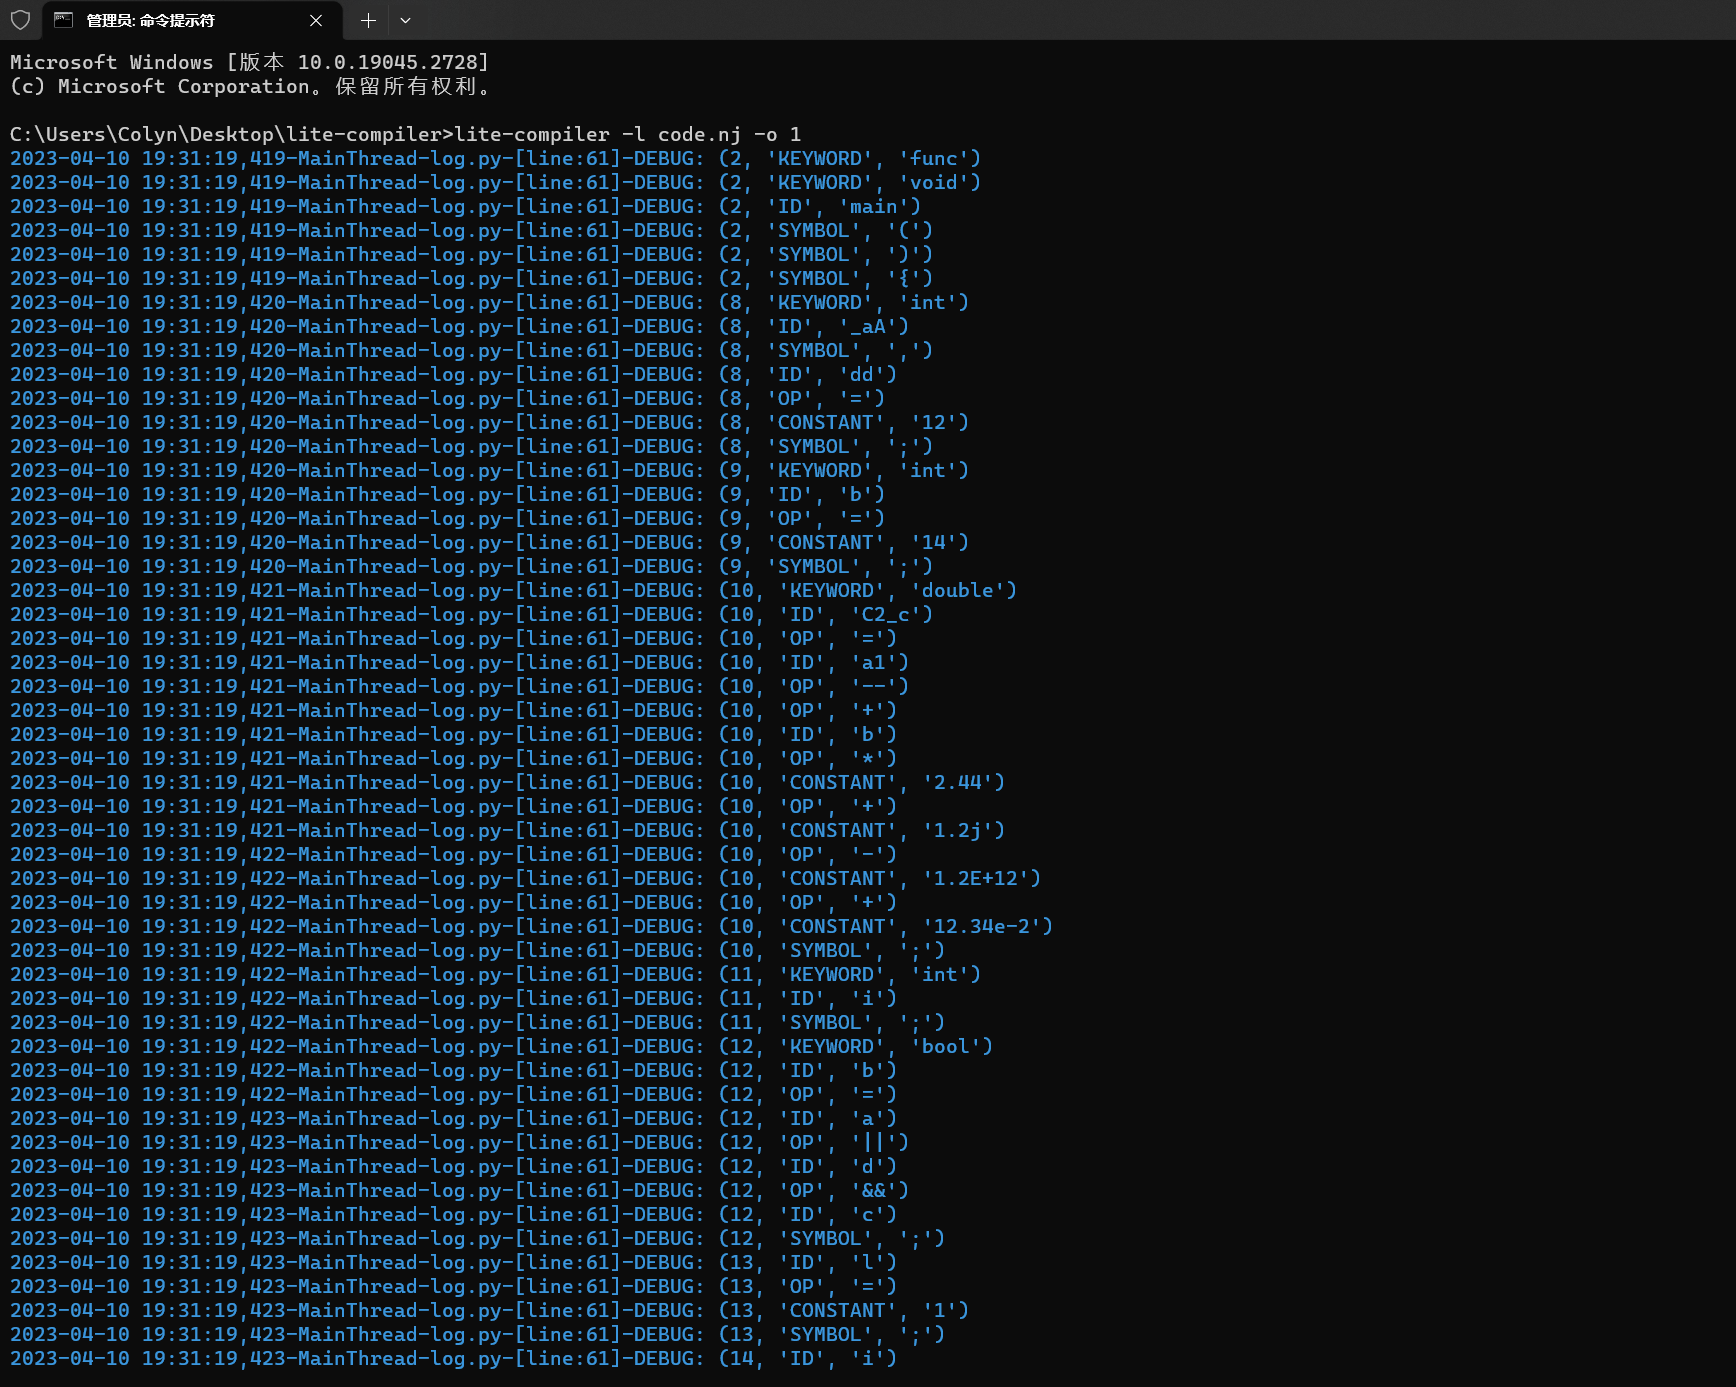 管理员: 命令提示符
Microsoft Windows [版本 10.0.19045.2728]
(c) Microsoft Corporation。保留所有权利。
C:\Users\Colyn\Desktop\lite-compiler>lite-compiler -l code.nj -o 1
2023-04-10 19:31:19,419-MainThread-log.py-[line:61]-DEBUG: (2, 'KEYWORD', 'func')
2023-04-10 19:31:19,419-MainThread-log.py-[line:61]-DEBUG: (2, 'KEYWORD', 'void')
2023-04-10 19:31:19,419-MainThread-log.py-[line:61]-DEBUG: (2, 'ID', 'main')
2023-04-10 19:31:19,419-MainThread-log.py-[line:61]-DEBUG: (2, 'SYMBOL', '(')
2023-04-10 19:31:19,419-MainThread-log.py-[line:61]-DEBUG: (2, 'SYMBOL', ')')
2023-04-10 19:31:19,419-MainThread-log.py-[line:61]-DEBUG: (2, 'SYMBOL', '{')
2023-04-10 19:31:19,420-MainThread-log.py-[line:61]-DEBUG: (8, 'KEYWORD', 'int')
2023-04-10 19:31:19,420-MainThread-log.py-[line:61]-DEBUG: (8, 'ID', '_aA')
2023-04-10 19:31:19,420-MainThread-log.py-[line:61]-DEBUG: (8, 'SYMBOL', ',')
2023-04-10 19:31:19,420-MainThread-log.py-[line:61]-DEBUG: (8, 'ID', 'dd')
2023-04-10 19:31:19,420-MainThread-log.py-[line:61]-DEBUG: (8, 'OP', '=')
2023-04-10 19:31:19,420-MainThread-log.py-[line:61]-DEBUG: (8, 'CONSTANT', '12')
2023-04-10 19:31:19,420-MainThread-log.py-[line:61]-DEBUG: (8, 'SYMBOL', ';')
2023-04-10 19:31:19,420-MainThread-log.py-[line:61]-DEBUG: (9, 'KEYWORD', 'int')
2023-04-10 19:31:19,420-MainThread-log.py-[line:61]-DEBUG: (9, 'ID', 'b')
2023-04-10 19:31:19,420-MainThread-log.py-[line:61]-DEBUG: (9, 'OP', '=')
2023-04-10 19:31:19,420-MainThread-log.py-[line:61]-DEBUG: (9, 'CONSTANT', '14')
2023-04-10 19:31:19,420-MainThread-log.py-[line:61]-DEBUG: (9, 'SYMBOL', ';')
2023-04-10 19:31:19,421-MainThread-log.py-[line:61]-DEBUG: (10, 'KEYWORD', 'double')
2023-04-10 19:31:19,421-MainThread-log.py-[line:61]-DEBUG: (10, 'ID', 'C2_c')
2023-04-10 19:31:19,421-MainThread-log.py-[line:61]-DEBUG: (10, 'OP', '=')
2023-04-10 19:31:19,421-MainThread-log.py-[line:61]-DEBUG: (10, 'ID', 'a1')
2023-04-10 19:31:19,421-MainThread-log.py-[line:61]-DEBUG: (10, 'OP', '--')
2023-04-10 19:31:19,421-MainThread-log.py-[line:61]-DEBUG: (10, 'OP', '+')
2023-04-10 19:31:19,421-MainThread-log.py-[line:61]-DEBUG: (10, 'ID', 'b')
2023-04-10 19:31:19,421-MainThread-log.py-[line:61]-DEBUG: (10, 'OP', '*')
2023-04-10 19:31:19,421-MainThread-log.py-[line:61]-DEBUG: (10, 'CONSTANT', '2.44')
2023-04-10 19:31:19,421-MainThread-log.py-[line:61]-DEBUG: (10, 'OP', '+')
2023-04-10 19:31:19,421-MainThread-log.py-[line:61]-DEBUG: (10, 'CONSTANT', '1.2j')
2023-04-10 19:31:19,422-MainThread-log.py-[line:61]-DEBUG: (10, 'OP', '-')
2023-04-10 19:31:19,422-MainThread-log.py-[line:61]-DEBUG: (10, 'CONSTANT', '1.2E+12')
2023-04-10 19:31:19,422-MainThread-log.py-[line:61]-DEBUG: (10, 'OP', '+')
2023-04-10 19:31:19,422-MainThread-log.py-[line:61]-DEBUG: (10, 'CONSTANT', '12.34e-2')
2023-04-10 19:31:19,422-MainThread-log.py-[line:61]-DEBUG: (10, 'SYMBOL', ';')
2023-04-10 19:31:19,422-MainThread-log.py-[line:61]-DEBUG: (11, 'KEYWORD', 'int')
2023-04-10 19:31:19,422-MainThread-log.py-[line:61]-DEBUG: (11, 'ID', 'i')
2023-04-10 19:31:19,422-MainThread-log.py-[line:61]-DEBUG: (11, 'SYMBOL', ';')
2023-04-10 19:31:19,422-MainThread-log.py-[line:61]-DEBUG: (12, 'KEYWORD', 'bool')
2023-04-10 19:31:19,422-MainThread-log.py-[line:61]-DEBUG: (12, 'ID', 'b')
2023-04-10 19:31:19,422-MainThread-log.py-[line:61]-DEBUG: (12, 'OP', '=')
2023-04-10 19:31:19,423-MainThread-log.py-[line:61]-DEBUG: (12, 'ID', 'a')
2023-04-10 19:31:19,423-MainThread-log.py-[line:61]-DEBUG: (12, 'OP', '||')
2023-04-10 19:31:19,423-MainThread-log.py-[line:61]-DEBUG: (12, 'ID', 'd')
2023-04-10 19:31:19,423-MainThread-log.py-[line:61]-DEBUG: (12, 'OP', '&&')
2023-04-10 19:31:19,423-MainThread-log.py-[line:61]-DEBUG: (12, 'ID', 'c')
2023-04-10 19:31:19,423-MainThread-log.py-[line:61]-DEBUG: (12, 'SYMBOL', ';')
2023-04-10 19:31:19,423-MainThread-log.py-[line:61]-DEBUG: (13, 'ID', 'l')
2023-04-10 19:31:19,423-MainThread-log.py-[line:61]-DEBUG: (13, 'OP', '=')
2023-04-10 19:31:19,423-MainThread-log.py-[line:61]-DEBUG: (13, 'CONSTANT', '1')
2023-04-10 19:31:19,423-MainThread-log.py-[line:61]-DEBUG: (13, 'SYMBOL', ';')
2023-04-10 19:31:19,423-MainThread-log.py-[line:61]-DEBUG: (14, 'ID', 'i')